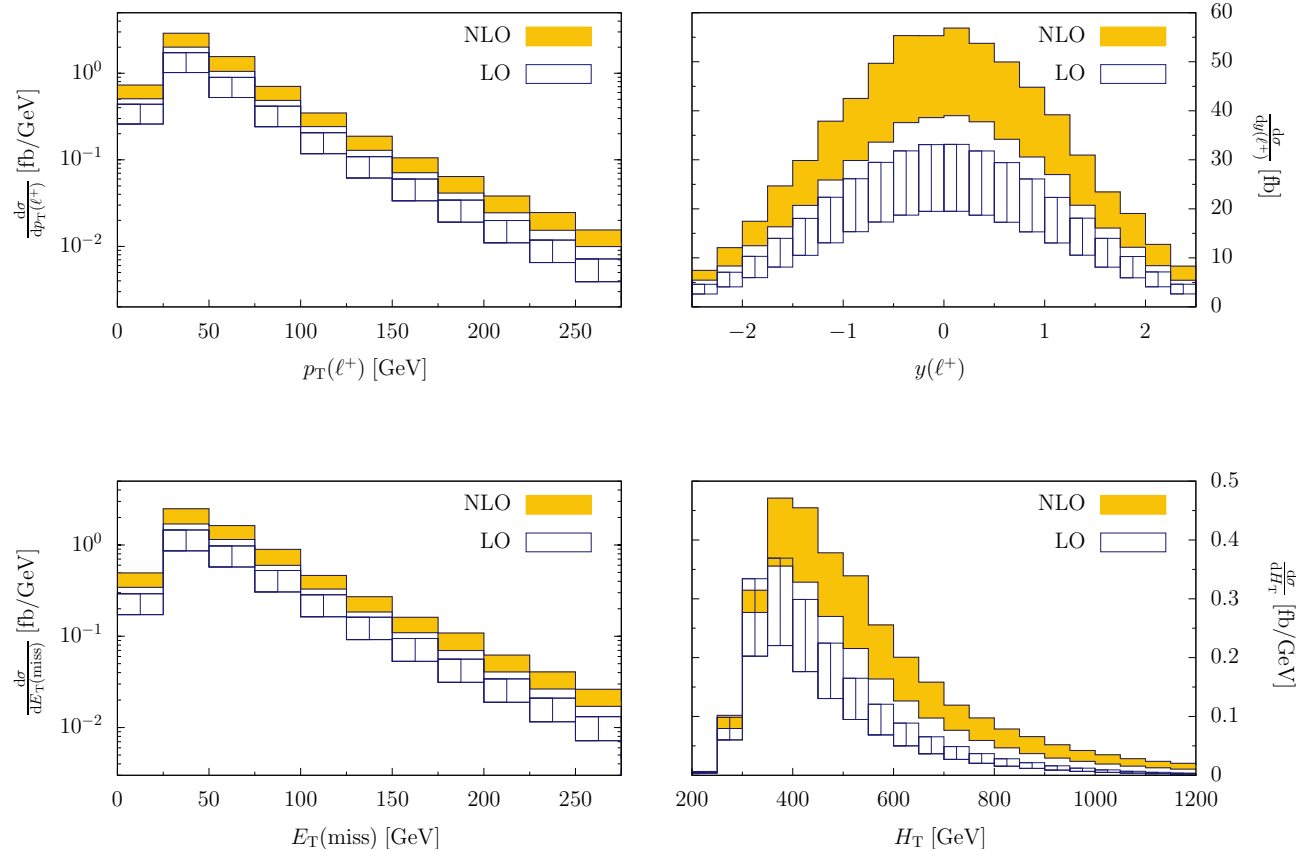 NLO
LO
10^0
10^−1
10^−2
dσ/dp_T(ℓ^+) [fb/GeV]
0 50 100 150 200 250
p_T(ℓ^+) [GeV]
NLO
LO
60
50
40
30
20
10
0
dσ/dy(ℓ^+) [fb]
−2 −1 0 1 2
y(ℓ^+)
NLO
LO
10^0
10^−1
10^−2
dσ/dE_T(miss) [fb/GeV]
0 50 100 150 200 250
E_T(miss) [GeV]
NLO
LO
0.5
0.4
0.3
0.2
0.1
0
dσ/dH_T [fb/GeV]
200 400 600 800 1000 1200
H_T [GeV]